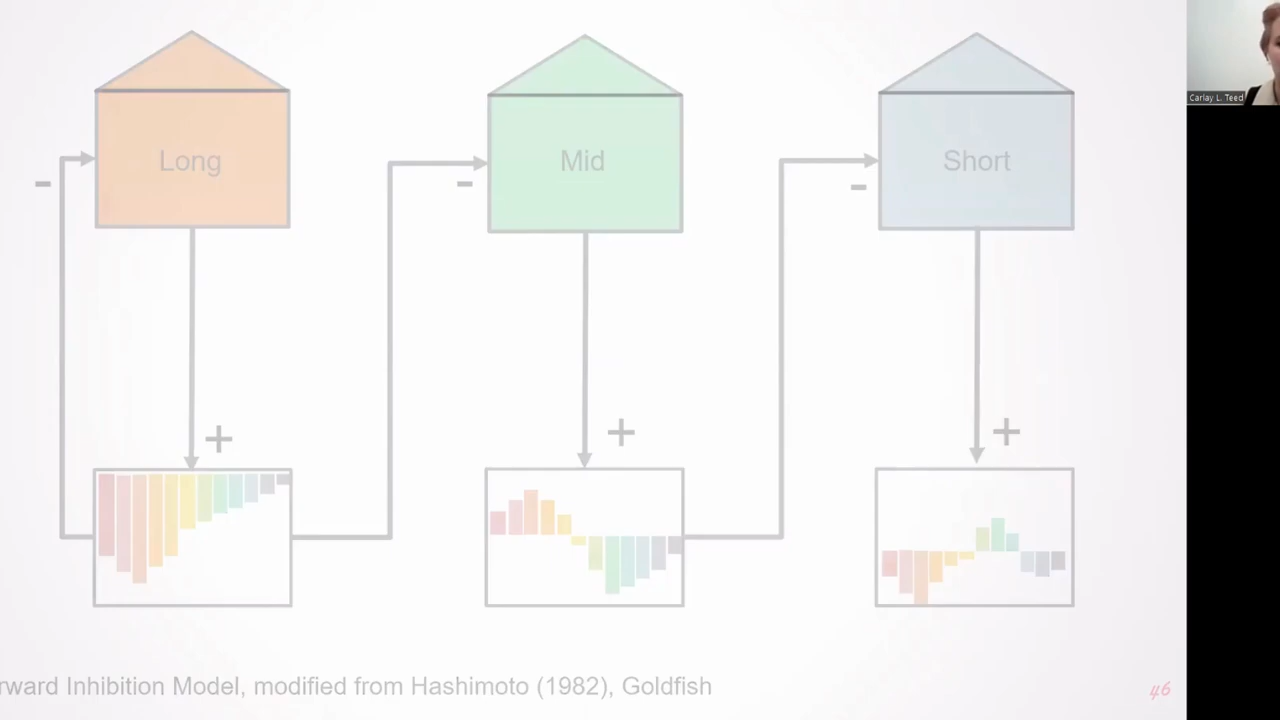 Long
Mid
Short
-
-
-
+
+
+
rward Inhibition Model, modified from Hashimoto (1982), Goldfish
46
Carlay L. Teed